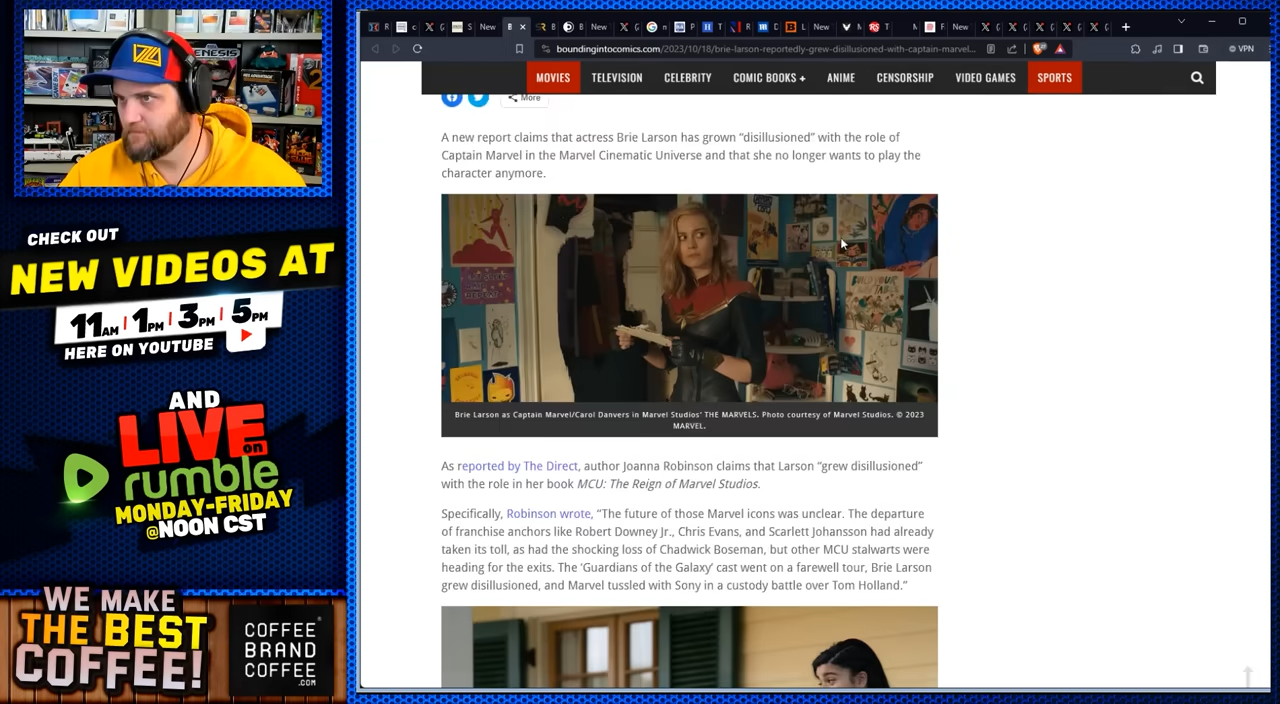 GENESIS
CHECK OUT
NEW VIDEOS AT
11AM | 1PM | 3PM | 5PM
HERE ON YOUTUBE
AND
LIVE on
rumble
MONDAY-FRIDAY
@NOON CST
WE MAKE
THE BEST
COFFEE!
COFFEE
BRAND
COFFEE
.COM
New
New
New
New
boundingintocomics.com/2023/10/18/brie-larson-reportedly-grew-disillusioned-with-captain-marvel...
VPN
MOVIES TELEVISION CELEBRITY COMIC BOOKS + ANIME CENSORSHIP VIDEO GAMES SPORTS
More
A new report claims that actress Brie Larson has grown “disillusioned” with the role of
Captain Marvel in the Marvel Cinematic Universe and that she no longer wants to play the
character anymore.
Brie Larson as Captain Marvel/Carol Danvers in Marvel Studios' THE MARVELS. Photo courtesy of Marvel Studios. © 2023
MARVEL.
As reported by The Direct, author Joanna Robinson claims that Larson “grew disillusioned”
with the role in her book MCU: The Reign of Marvel Studios.
Specifically, Robinson wrote, “The future of those Marvel icons was unclear. The departure
of franchise anchors like Robert Downey Jr., Chris Evans, and Scarlett Johansson had already
taken its toll, as had the shocking loss of Chadwick Boseman, but other MCU stalwarts were
heading for the exits. The ‘Guardians of the Galaxy’ cast went on a farewell tour, Brie Larson
grew disillusioned, and Marvel tussled with Sony in a custody battle over Tom Holland.”